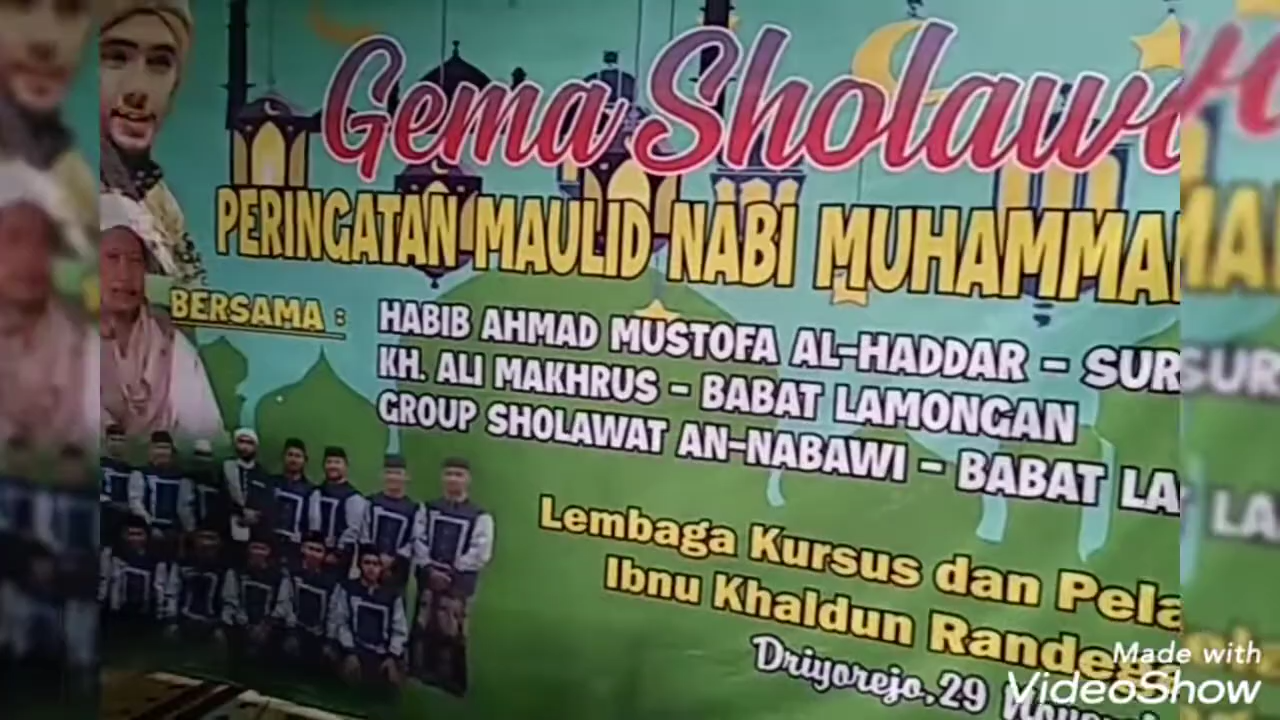 Gema Sholaw
PERINGATAN MAULID NABI MUHAMMA
BERSAMA :
HABIB AHMAD MUSTOFA AL-HADDAR - SUR
KH. ALI MAKHRUS - BABAT LAMONGAN
GROUP SHOLAWAT AN-NABAWI - BABAT LA
Lembaga Kursus dan Pela
Ibnu Khaldun Rande
Driyorejo, 29
Made with
VideoShow